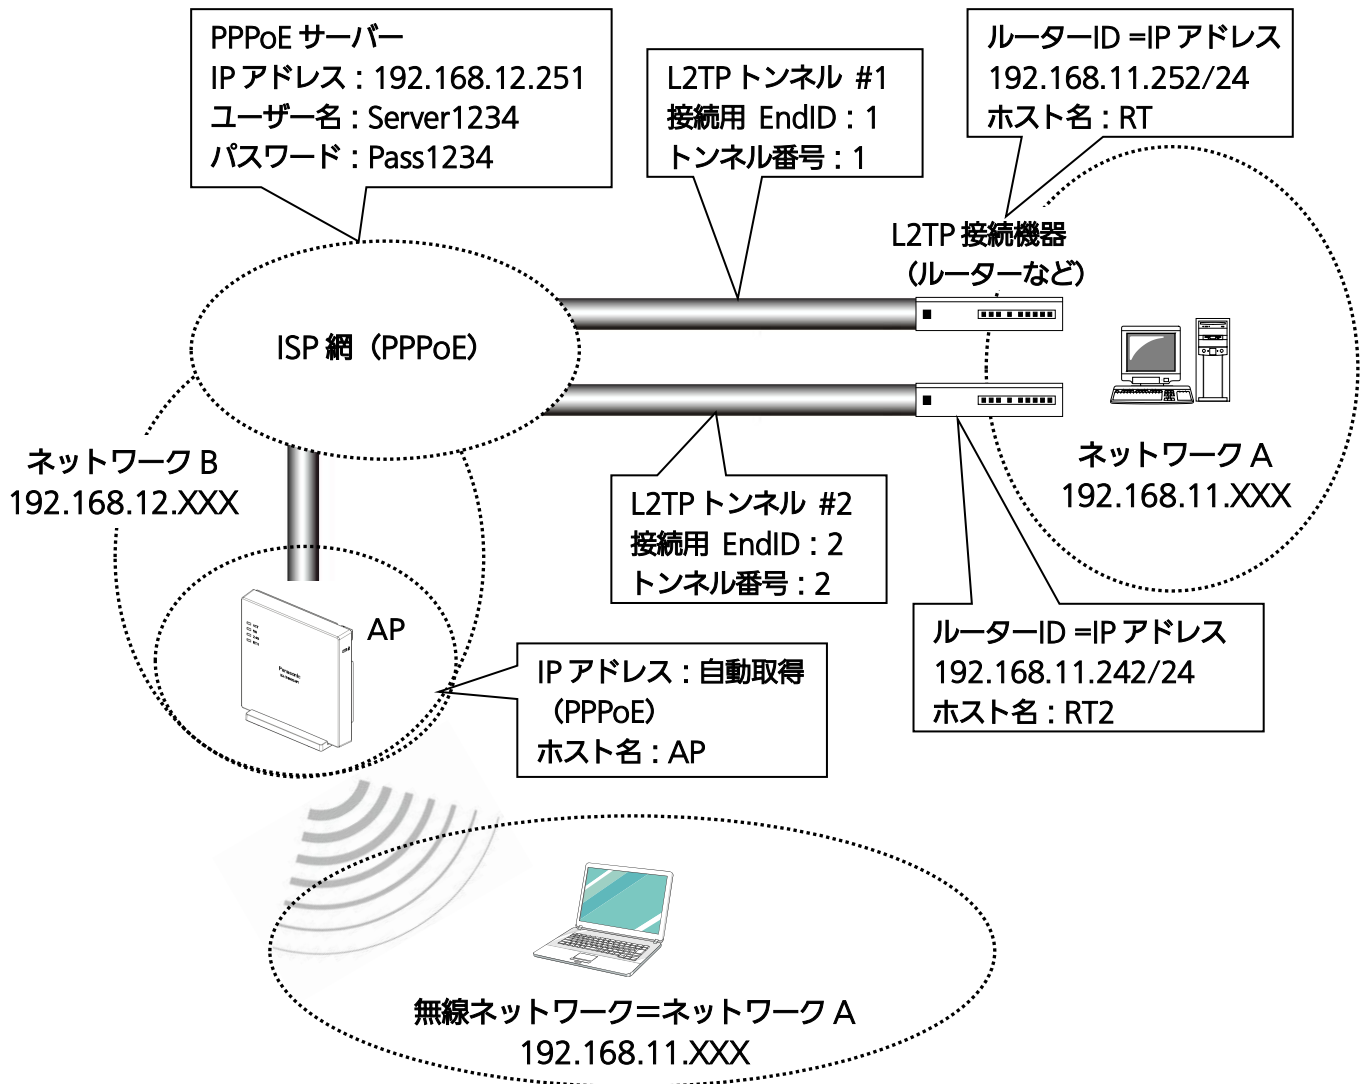 PPPoE サーバー
IP アドレス：192.168.12.251
ユーザー名：Server1234
パスワード：Pass1234
L2TP トンネル #1
接続用 EndID：1
トンネル番号：1
ルーターID =IP アドレス
192.168.11.252/24
ホスト名：RT
L2TP 接続機器
（ルーターなど）
ISP 網（PPPoE）
ネットワーク B
192.168.12.XXX
ネットワーク A
192.168.11.XXX
L2TP トンネル #2
接続用 EndID：2
トンネル番号：2
AP
Panasonic
IP アドレス：自動取得
（PPPoE）
ホスト名：AP
ルーターID =IP アドレス
192.168.11.242/24
ホスト名：RT2
無線ネットワーク＝ネットワーク A
192.168.11.XXX